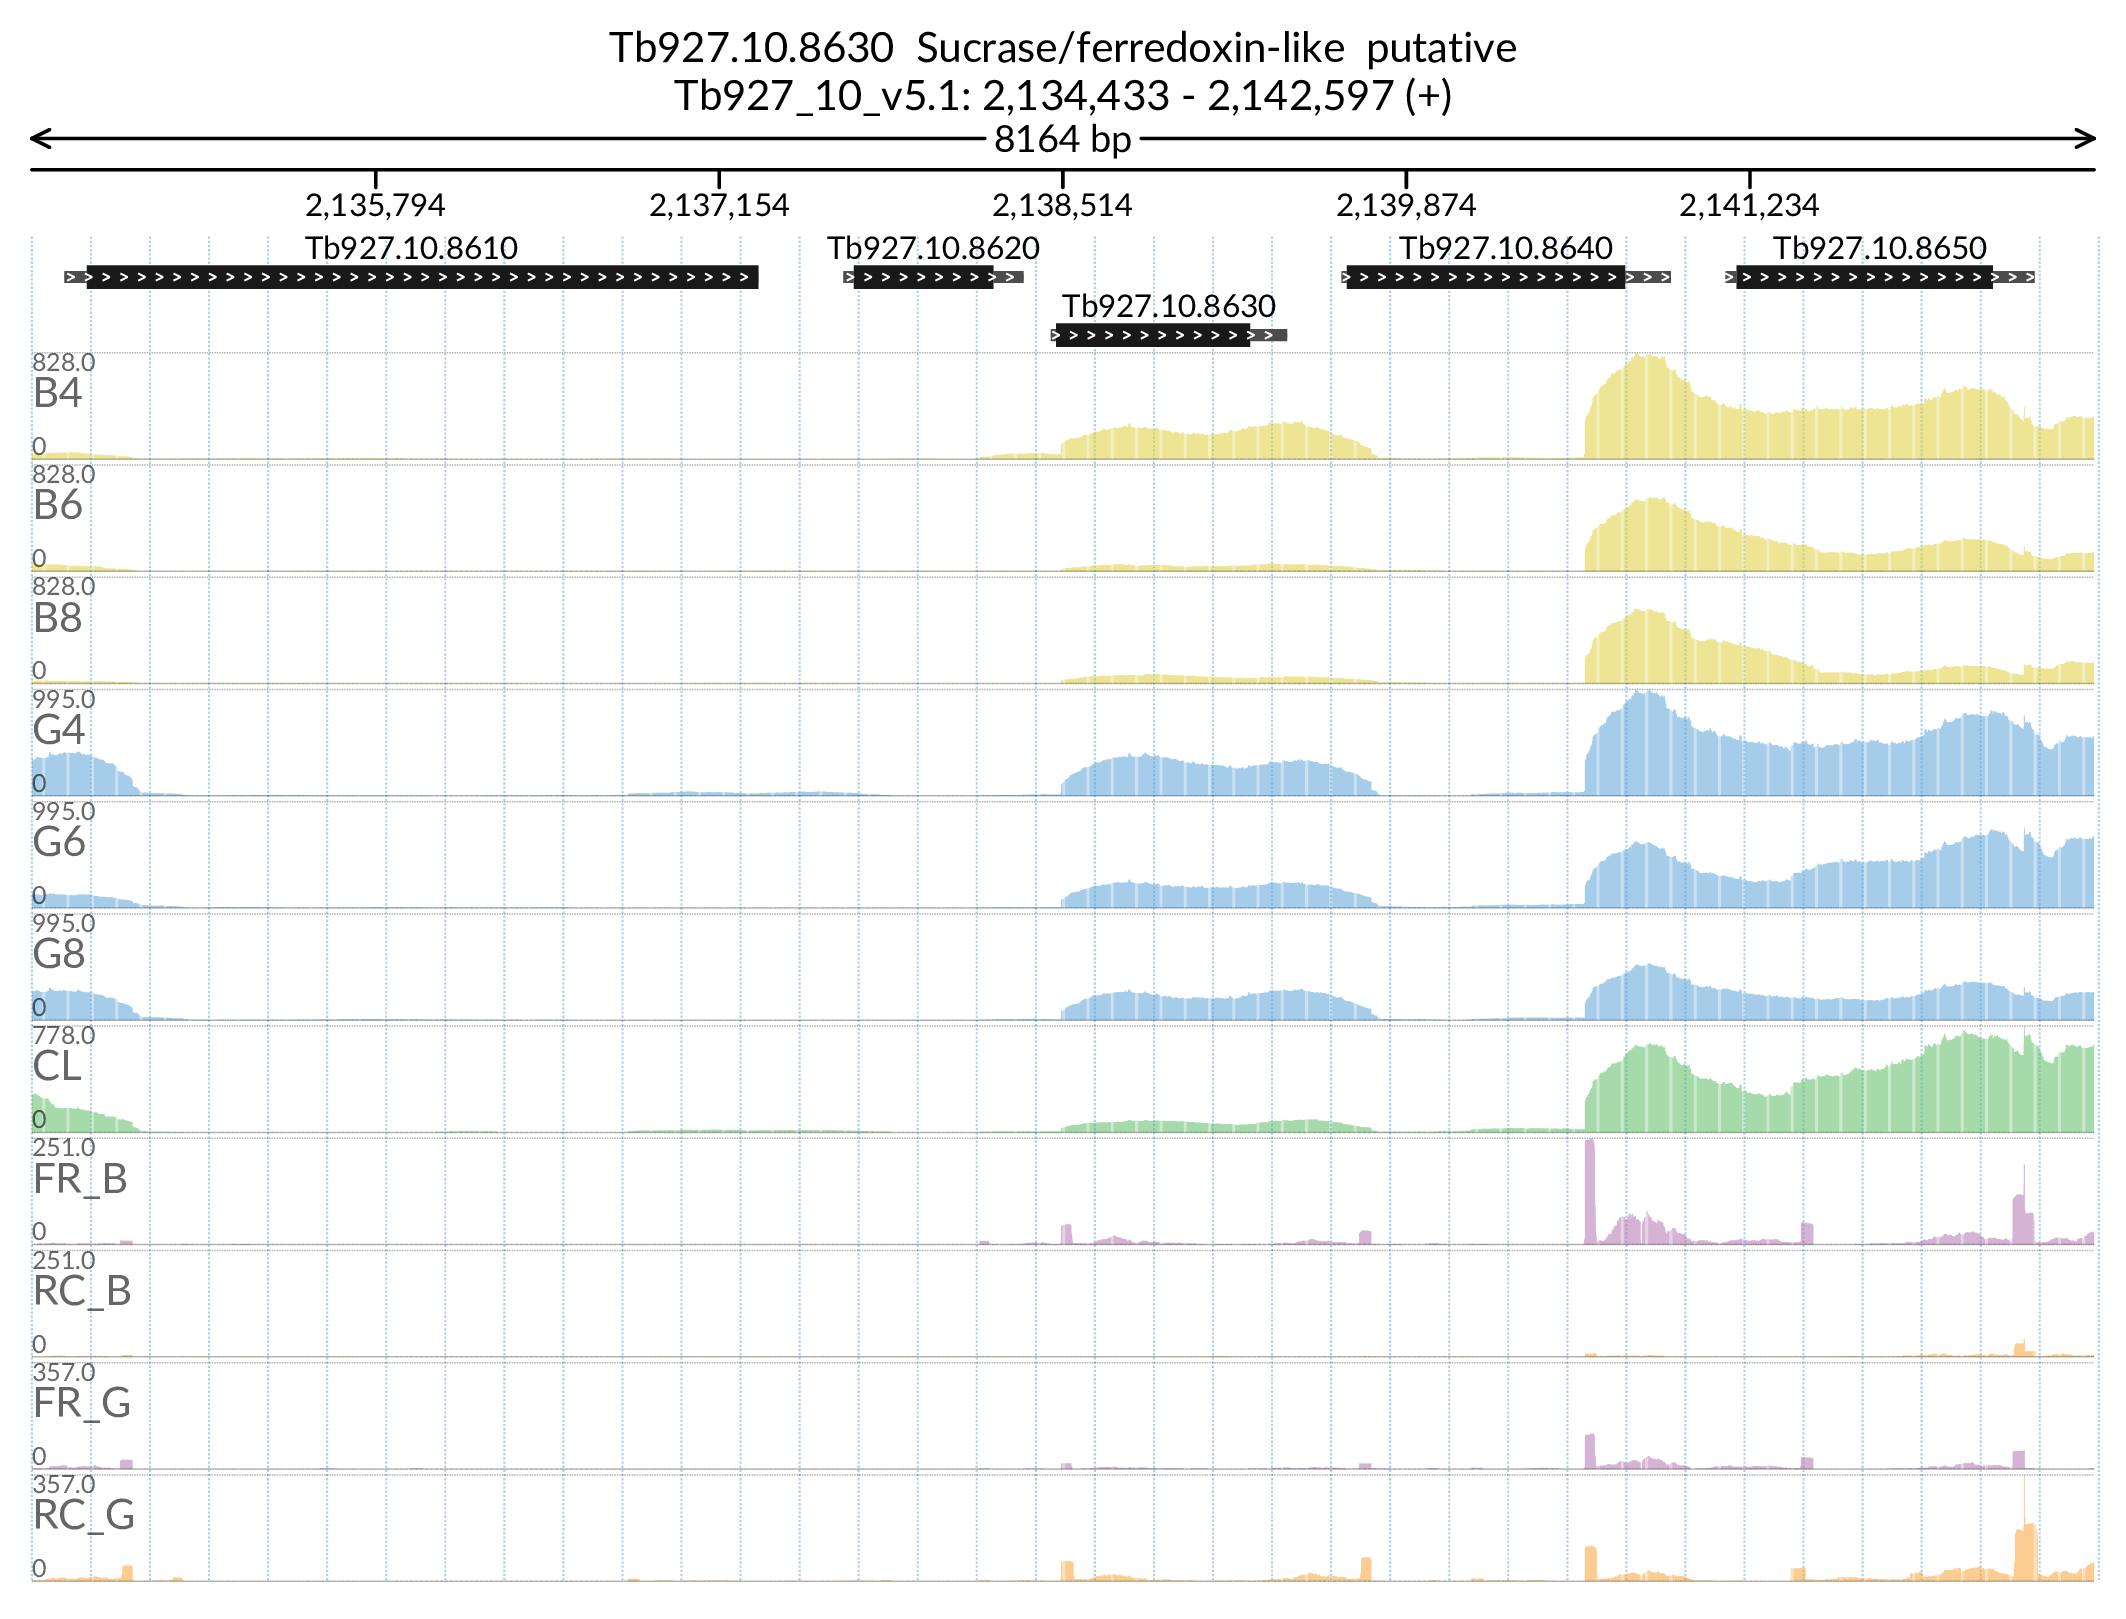 Tb927.10.8630 Sucrase/ferredoxin-like putative
Tb927_10_v5.1: 2,134,433 - 2,142,597 (+)
8164 bp
2,135,794 2,137,154 2,138,514 2,139,874 2,141,234
Tb927.10.8610 Tb927.10.8620 Tb927.10.8640 Tb927.10.8650
Tb927.10.8630
828.0
B4
0
828.0
B6
0
828.0
B8
0
995.0
G4
0
995.0
G6
0
995.0
G8
0
778.0
CL
0
251.0
FR_B
0
251.0
RC_B
0
357.0
FR_G
0
357.0
RC_G
0